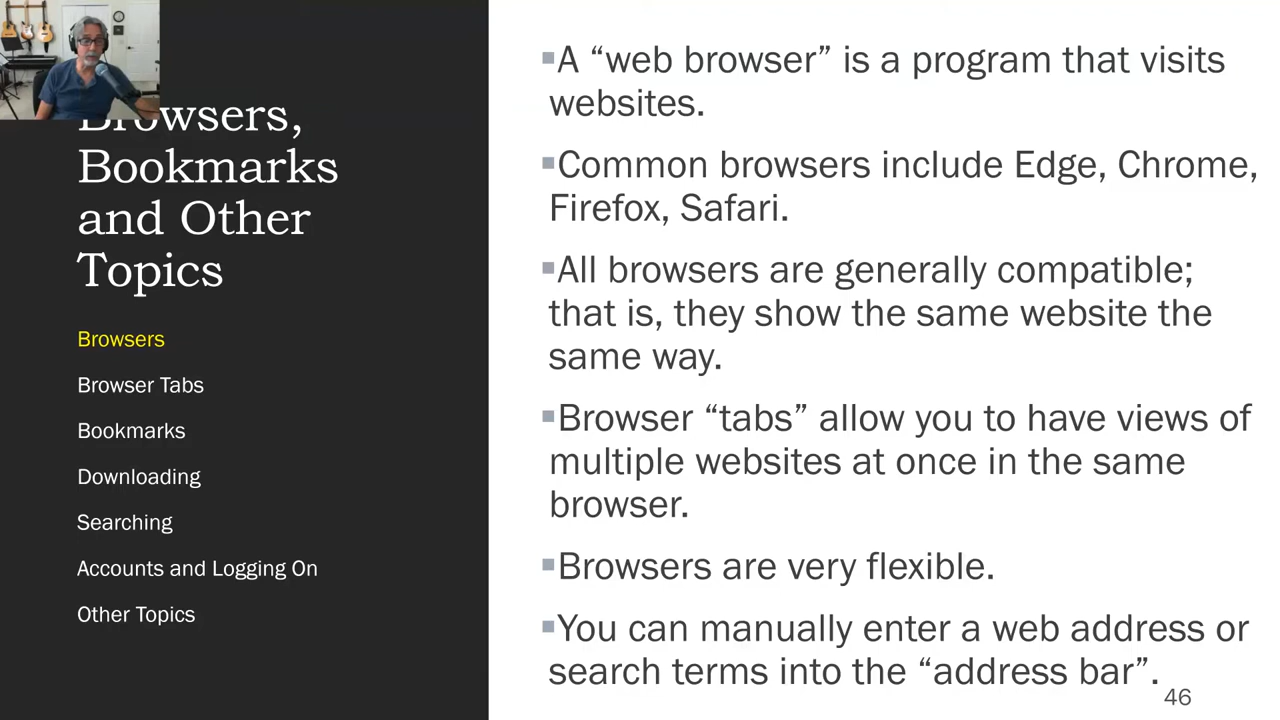 Browsers,
Bookmarks
and Other
Topics
Browsers
Browser Tabs
Bookmarks
Downloading
Searching
Accounts and Logging On
Other Topics
▪A “web browser” is a program that visits
websites.
▪Common browsers include Edge, Chrome,
Firefox, Safari.
▪All browsers are generally compatible;
that is, they show the same website the
same way.
▪Browser “tabs” allow you to have views of
multiple websites at once in the same
browser.
▪Browsers are very flexible.
▪You can manually enter a web address or
search terms into the “address bar”.
46